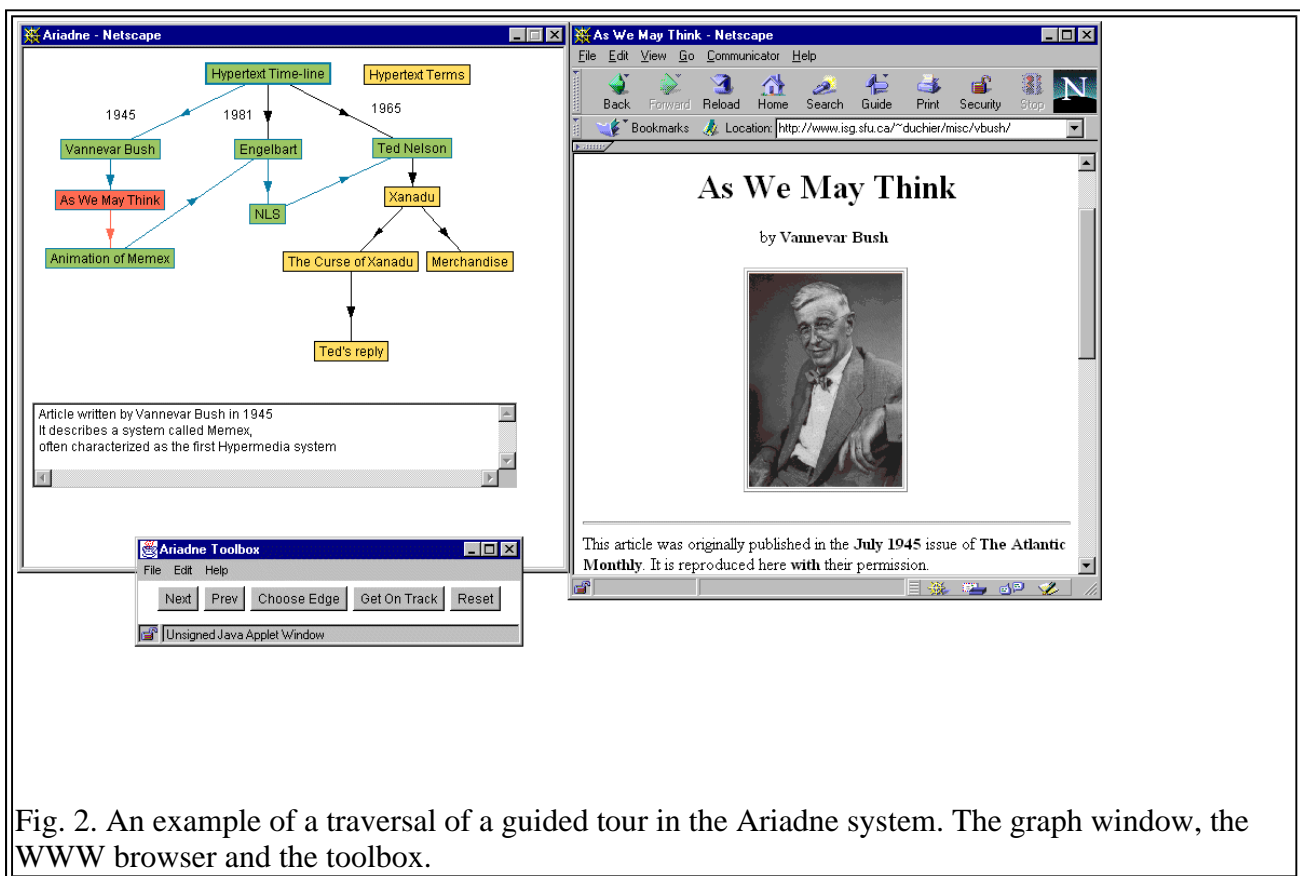 Ariadne - Netscape
Hypertext Time-line
Hypertext Terms
1945
1981
1965
Vannevar Bush
Engelbart
Ted Nelson
As We May Think
NLS
Xanadu
Animation of Memex
The Curse of Xanadu
Merchandise
Ted's reply
Article written by Vannevar Bush in 1945
It describes a system called Memex,
often characterized as the first Hypermedia system
Ariadne Toolbox
File Edit Help
Next Prev Choose Edge Get On Track Reset
Unsigned Java Applet Window
As We May Think - Netscape
File Edit View Go Communicator Help
Back Forward Reload Home Search Guide Print Security Stop
N
Bookmarks Location: http://www.isg.sfu.ca/~duchier/misc/vbush/
As We May Think
by Vannevar Bush
This article was originally published in the July 1945 issue of The Atlantic
Monthly. It is reproduced here with their permission.
Fig. 2. An example of a traversal of a guided tour in the Ariadne system. The graph window, the
WWW browser and the toolbox.